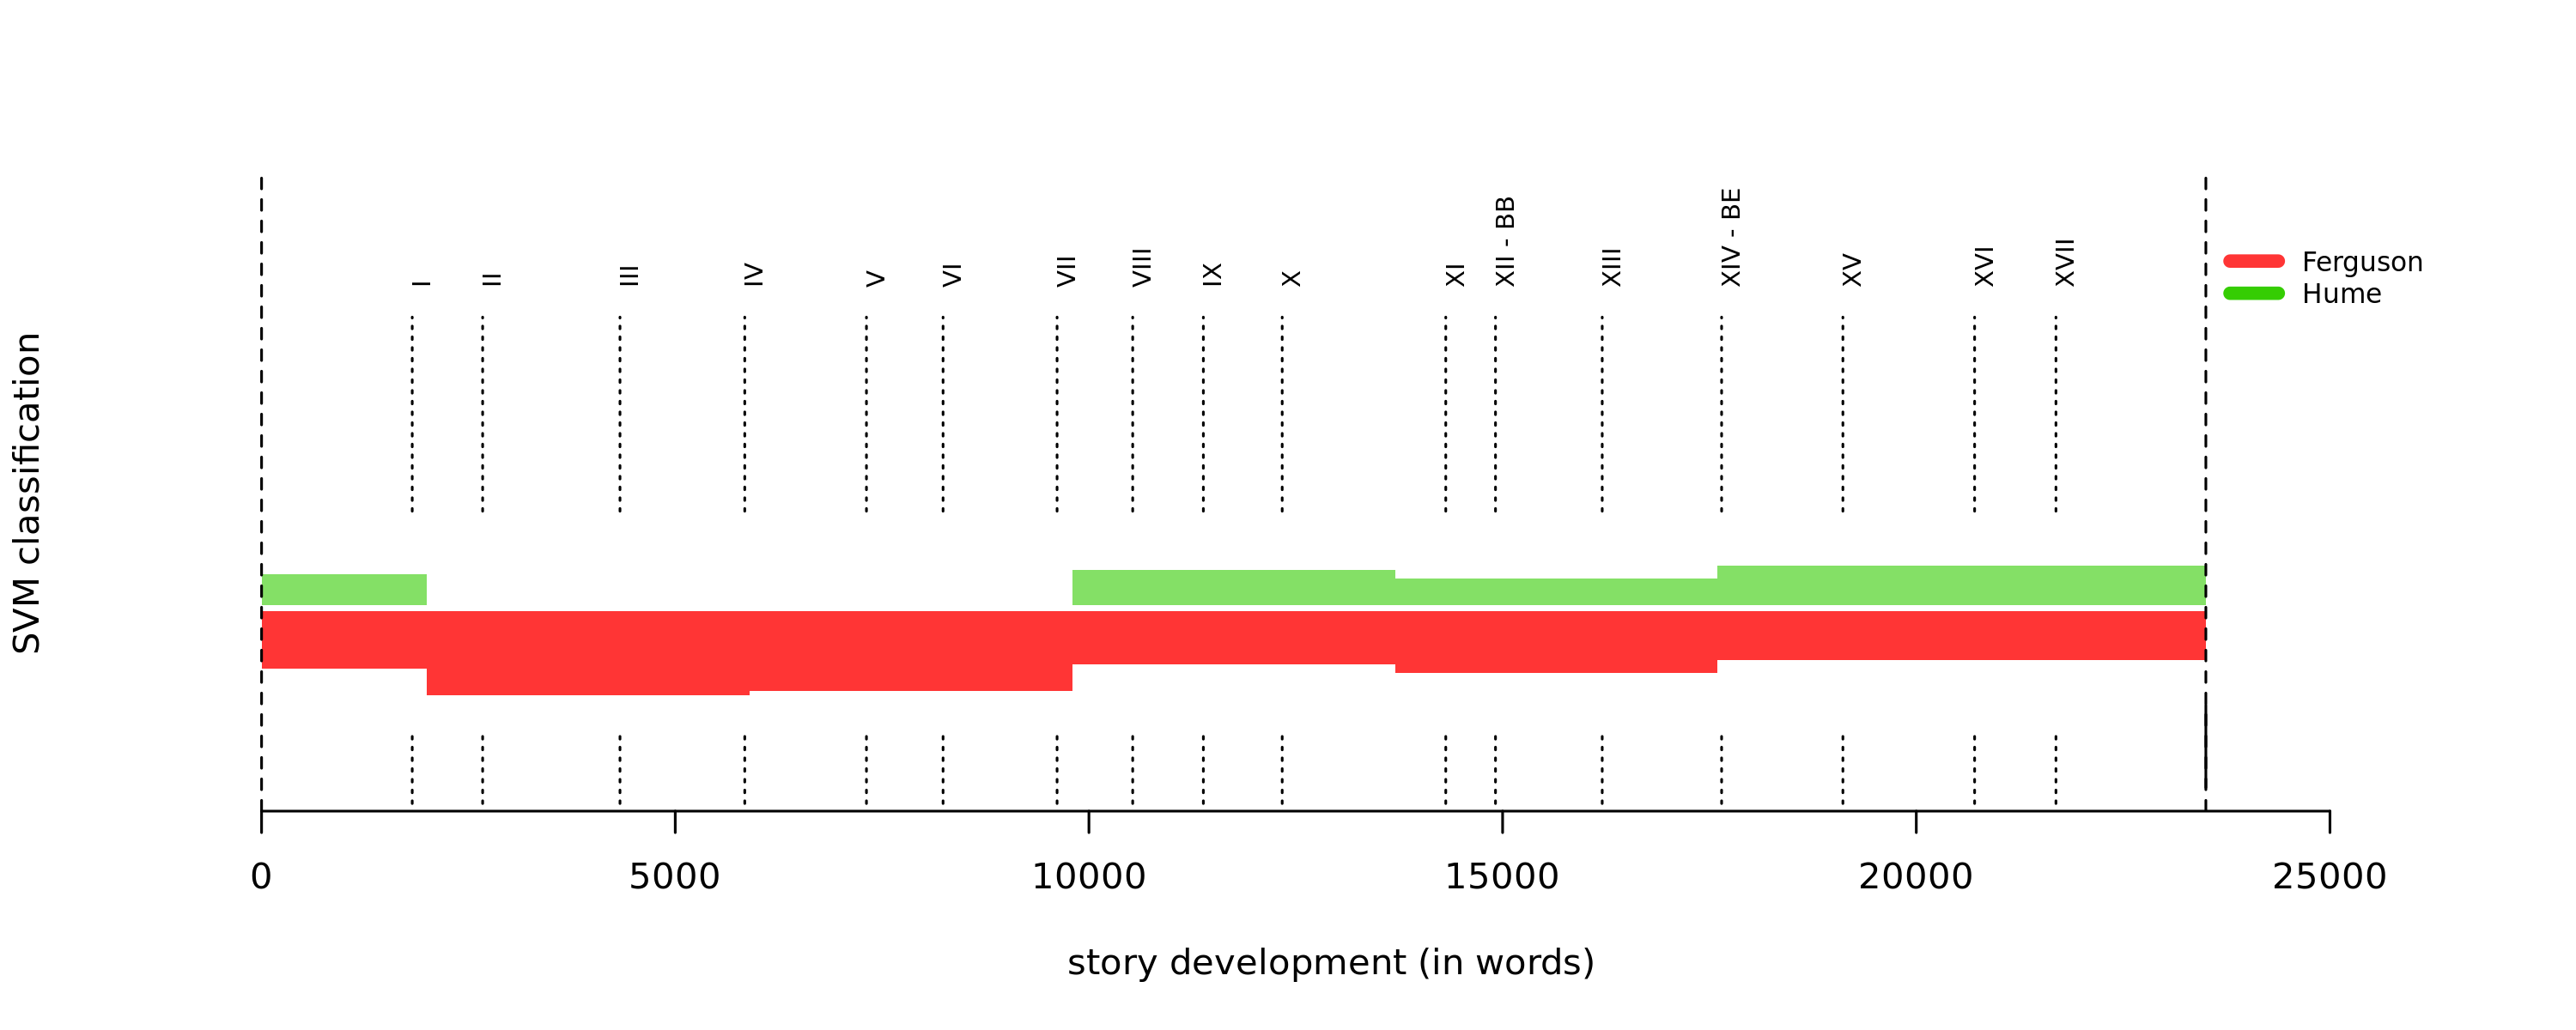 I
II
III
IV
V
VI
VII
VIII
IX
X
XI
XII - BB
XIII
XIV - BE
XV
XVI
XVII
Ferguson
Hume
SVM classification
0
5000
10000
15000
20000
25000
story development (in words)